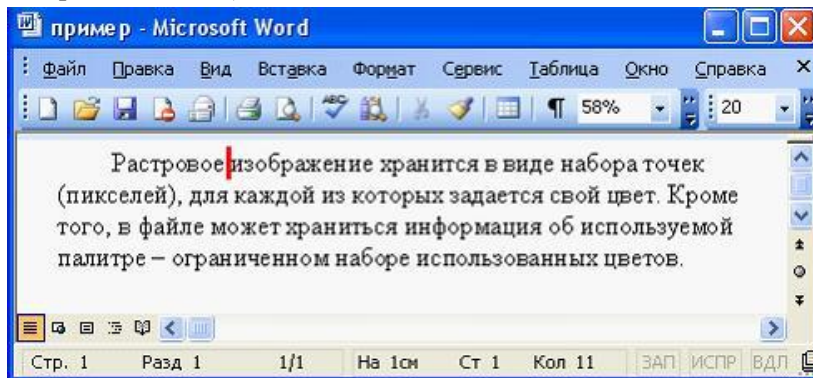 пример - Microsoft Word
Файл Правка Вид Вставка Формат Сервис Таблица Окно Справка
ABC ¶ 58% 20
Растровое изображение хранится в виде набора точек
(пикселей), для каждой из которых задается свой цвет. Кроме
того, в файле может храниться информация об используемой
палитре – ограниченном наборе использованных цветов.
Стр. 1 Разд 1 1/1 На 1см Ст 1 Кол 11 ЗАП ИСПР ВДЛ